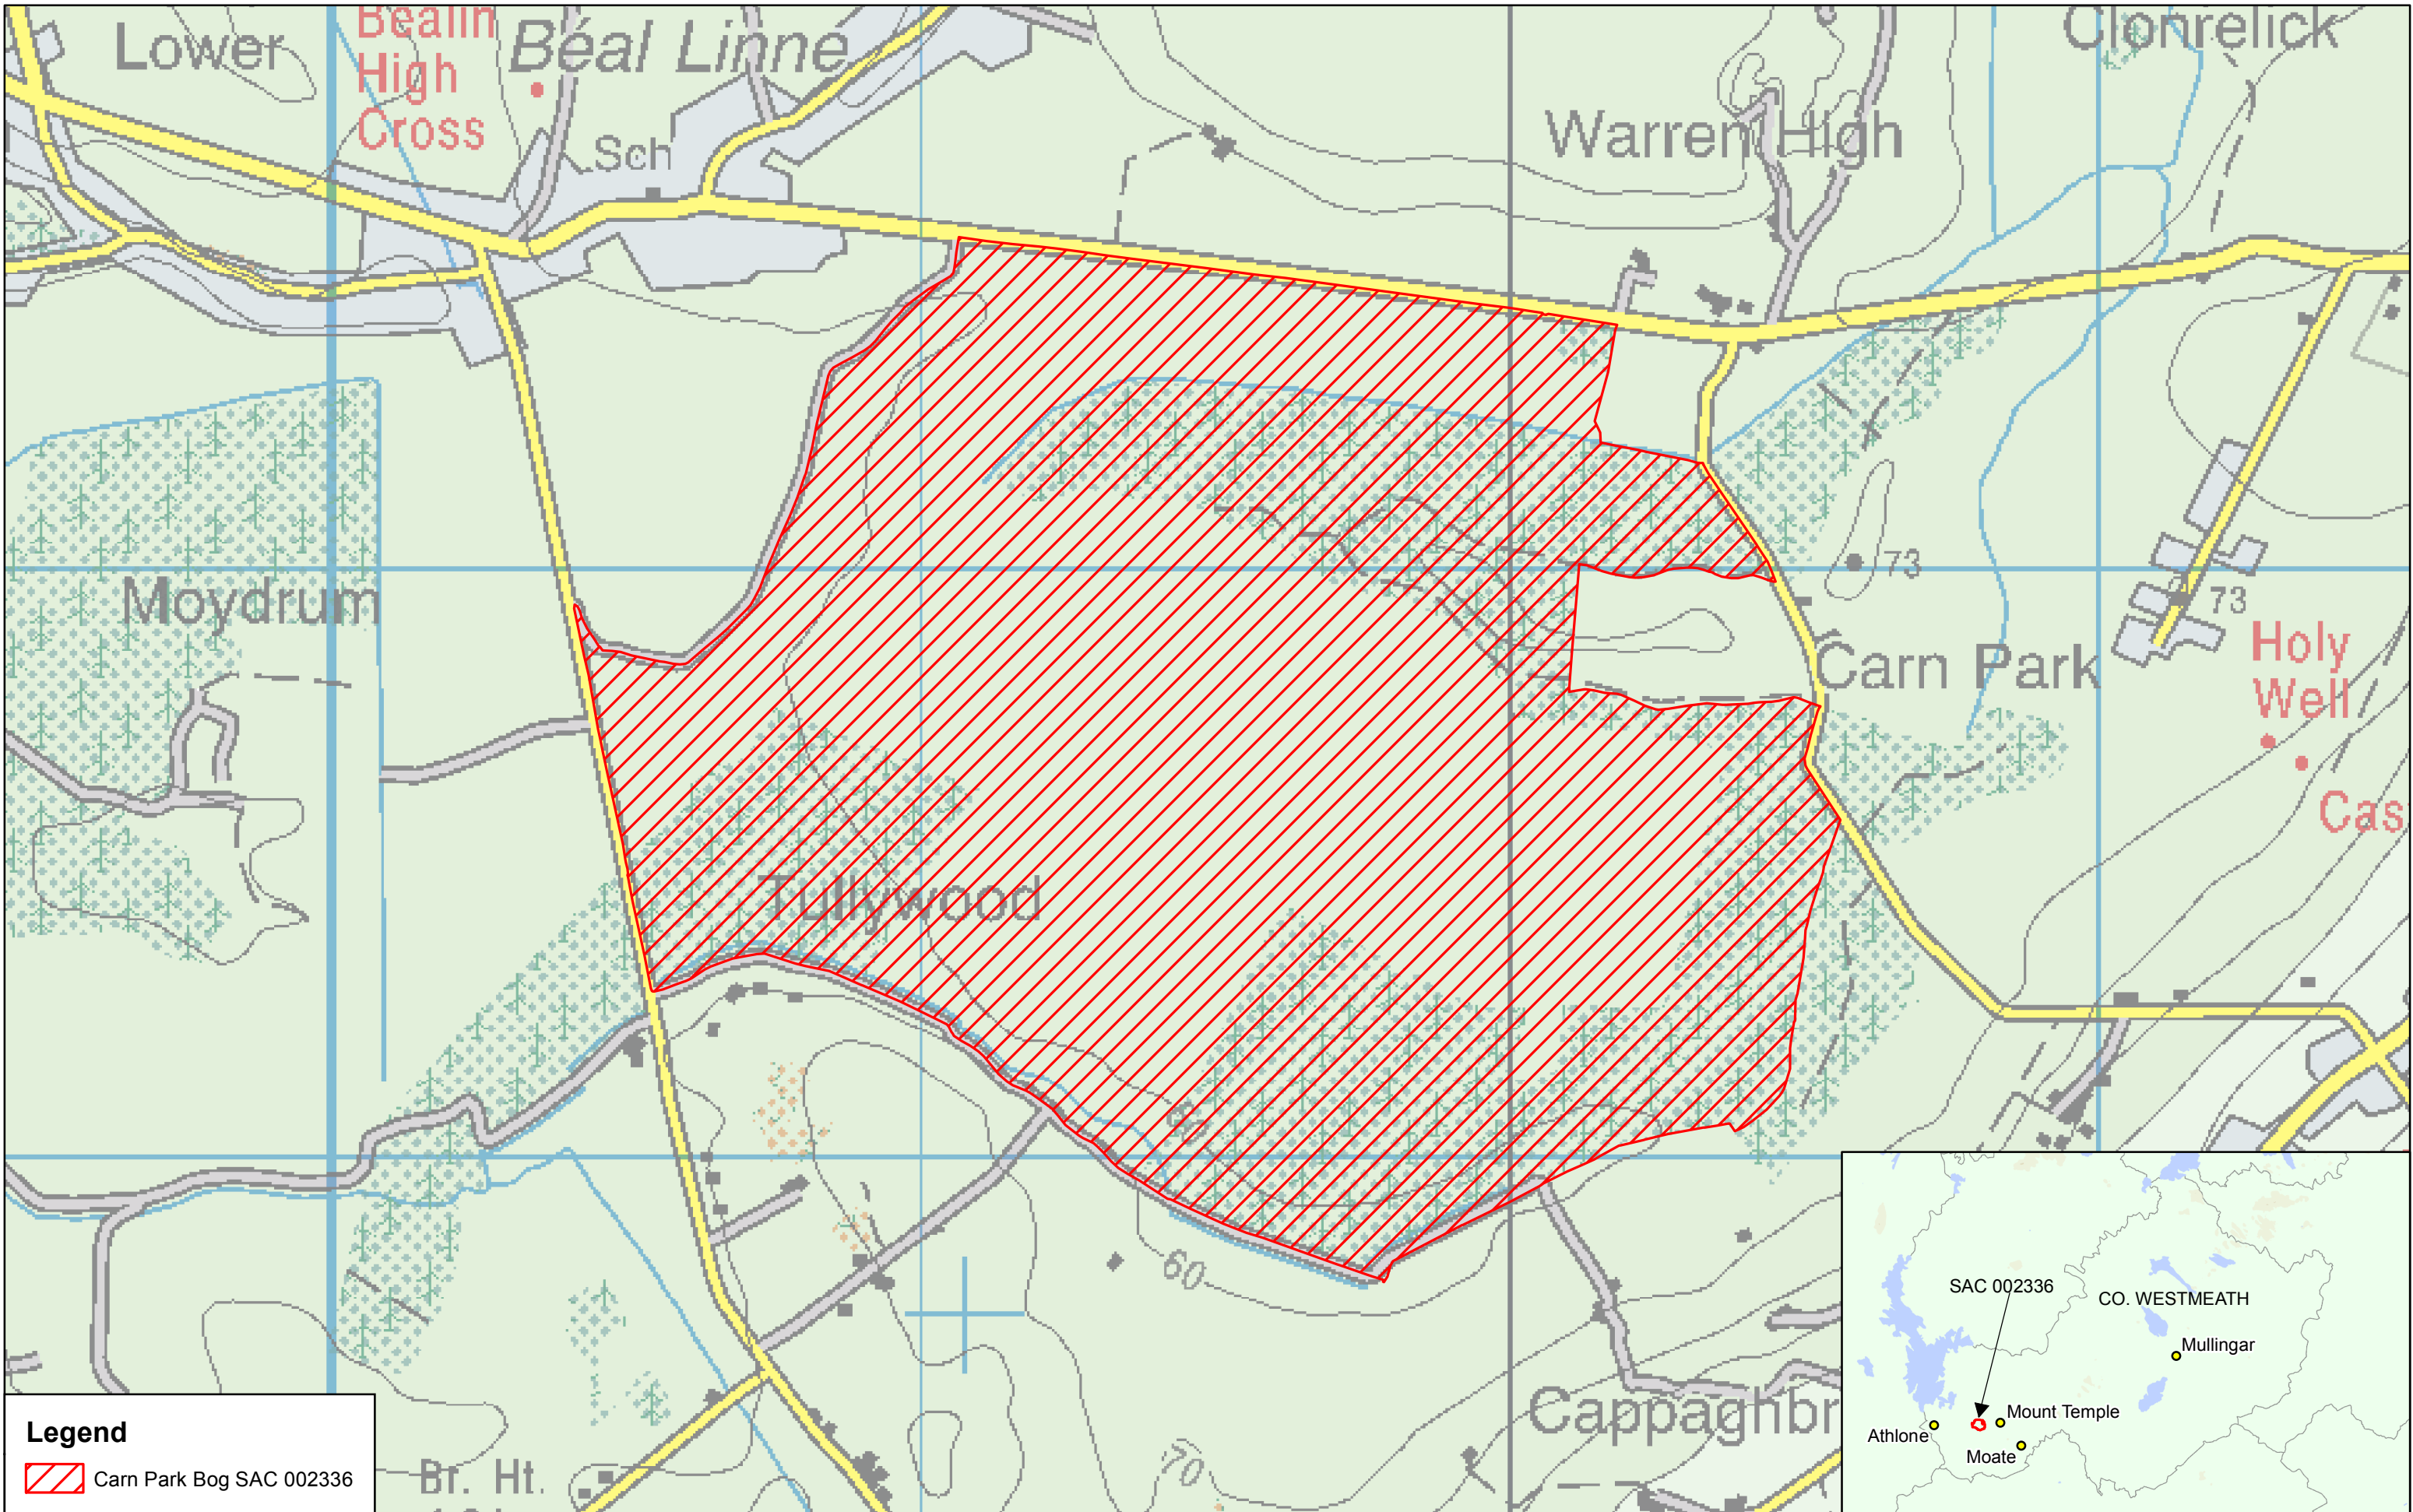 Lower
Bealin
High
Cross
Béal Linne
Clonrelick
Sch
Warren High
Moydrum
73
73
Carn Park
Holy
Well
Cas
Tullywood
60
60
70
Cappaghbr
Br. Ht.
Legend
Carn Park Bog SAC 002336
SAC 002336
CO. WESTMEATH
Mullingar
Mount Temple
Athlone
Moate